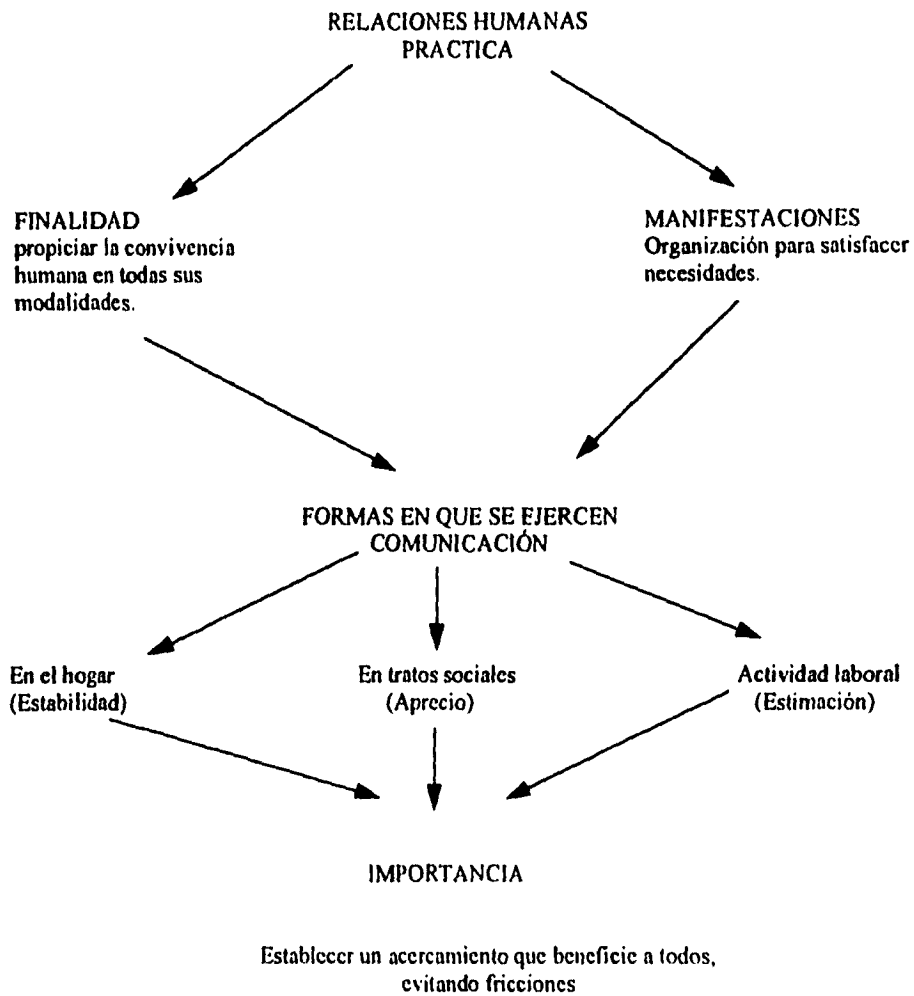 RELACIONES HUMANAS
PRACTICA
FINALIDAD
propiciar la convivencia
humana en todas sus
modalidades.
MANIFESTACIONES
Organización para satisfacer
necesidades.
FORMAS EN QUE SE EJERCEN
COMUNICACIÓN
En el hogar
(Estabilidad)
En tratos sociales
(Aprecio)
Actividad laboral
(Estimación)
IMPORTANCIA
Establecer un acercamiento que beneficie a todos,
evitando fricciones